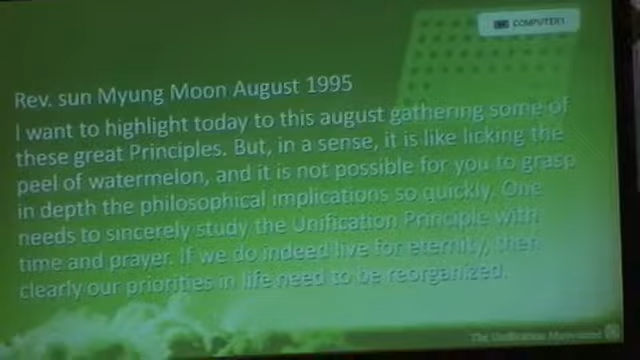 COMPUTER1
Rev. sun Myung Moon August 1995
I want to highlight today to this august gathering some of
these great Principles. But, in a sense, it is like licking the
peel of watermelon, and it is not possible for you to grasp
in depth the philosophical implications so quickly. One
needs to sincerely study the Unification Principle with
time and prayer. If we do indeed live for eternity, then
clearly our priorities in life need to be reorganized.
The Unification Movement